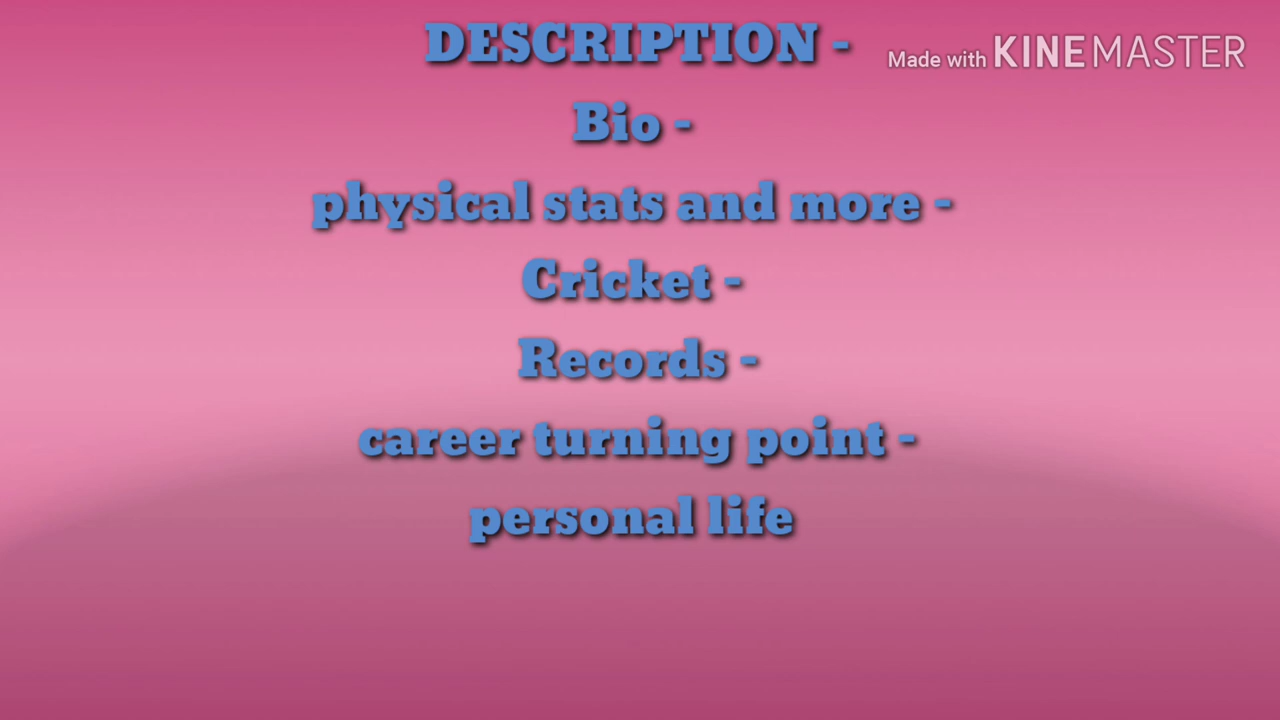 DESCRIPTION -
Made with KINEMASTER
Bio -
physical stats and more -
Cricket -
Records -
career turning point -
personal life